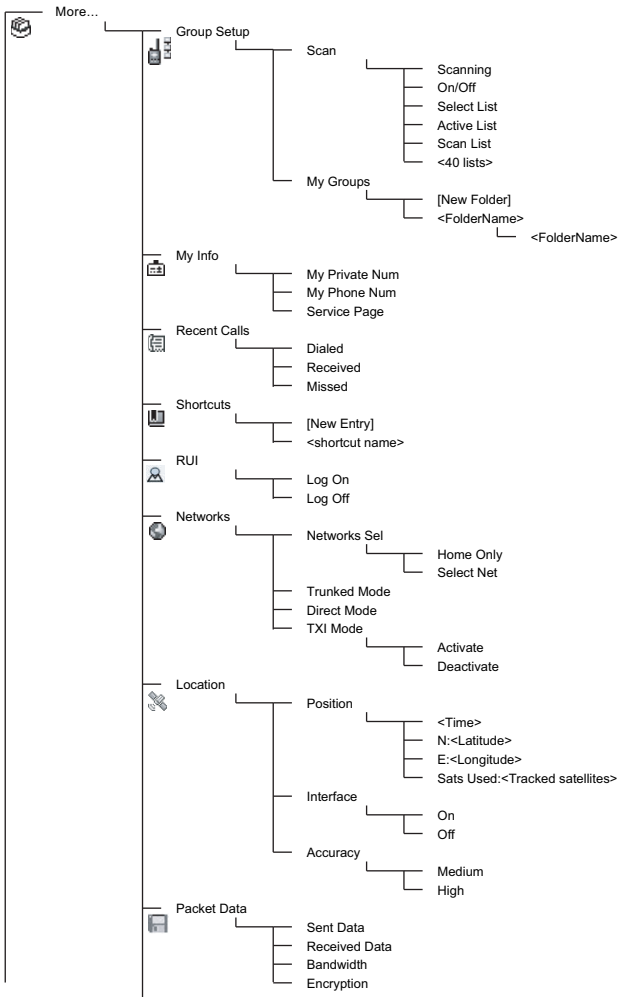 More...
Group Setup
Scan
Scanning
On/Off
Select List
Active List
Scan List
<40 lists>
My Groups
[New Folder]
<FolderName>
<FolderName>
My Info
My Private Num
My Phone Num
Service Page
Recent Calls
Dialed
Received
Missed
Shortcuts
[New Entry]
<shortcut name>
RUI
Log On
Log Off
Networks
Networks Sel
Home Only
Select Net
Trunked Mode
Direct Mode
TXI Mode
Activate
Deactivate
Location
Position
<Time>
N:<Latitude>
E:<Longitude>
Sats Used:<Tracked satellites>
Interface
On
Off
Accuracy
Medium
High
Packet Data
Sent Data
Received Data
Bandwidth
Encryption